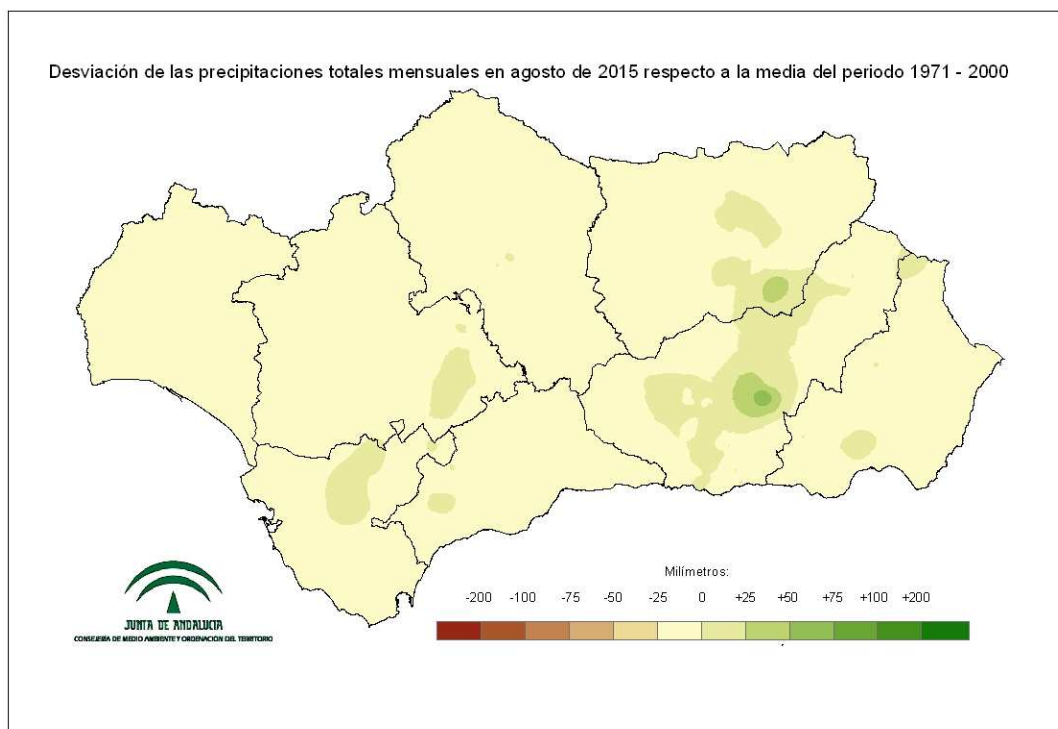 Desviación de las precipitaciones totales mensuales en agosto de 2015 respecto a la media del periodo 1971 - 2000
Milímetros:
-200 -100 -75 -50 -25 0 +25 +50 +75 +100 +200
JUNTA DE ANDALUCIA
CONSEJERÍA DE MEDIO AMBIENTE Y ORDENACIÓN DEL TERRITORIO